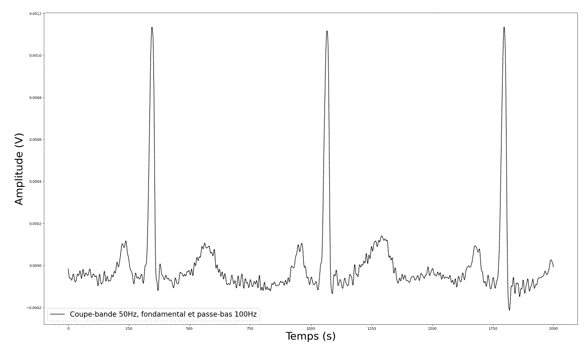 0.0012
0.0010
0.0008
0.0006
0.0004
0.0002
0.0000
−0.0002
Amplitude (V)
Coupe-bande 50Hz, fondamental et passe-bas 100Hz
0 250 500 750 1000 1250 1500 1750 2000
Temps (s)